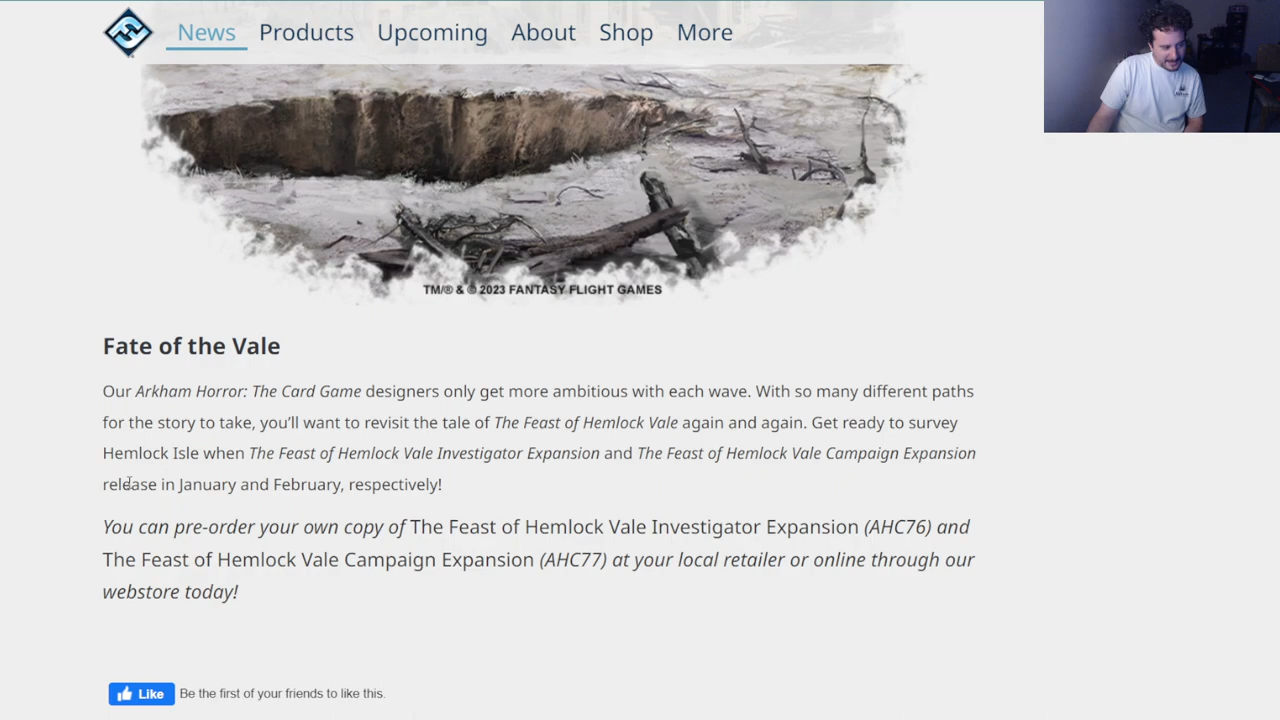 News Products Upcoming About Shop More
TM/® & © 2023 FANTASY FLIGHT GAMES
Fate of the Vale
Our Arkham Horror: The Card Game designers only get more ambitious with each wave. With so many different paths
for the story to take, you’ll want to revisit the tale of The Feast of Hemlock Vale again and again. Get ready to survey
Hemlock Isle when The Feast of Hemlock Vale Investigator Expansion and The Feast of Hemlock Vale Campaign Expansion
release in January and February, respectively!
You can pre-order your own copy of The Feast of Hemlock Vale Investigator Expansion (AHC76) and
The Feast of Hemlock Vale Campaign Expansion (AHC77) at your local retailer or online through our
webstore today!
Like Be the first of your friends to like this.